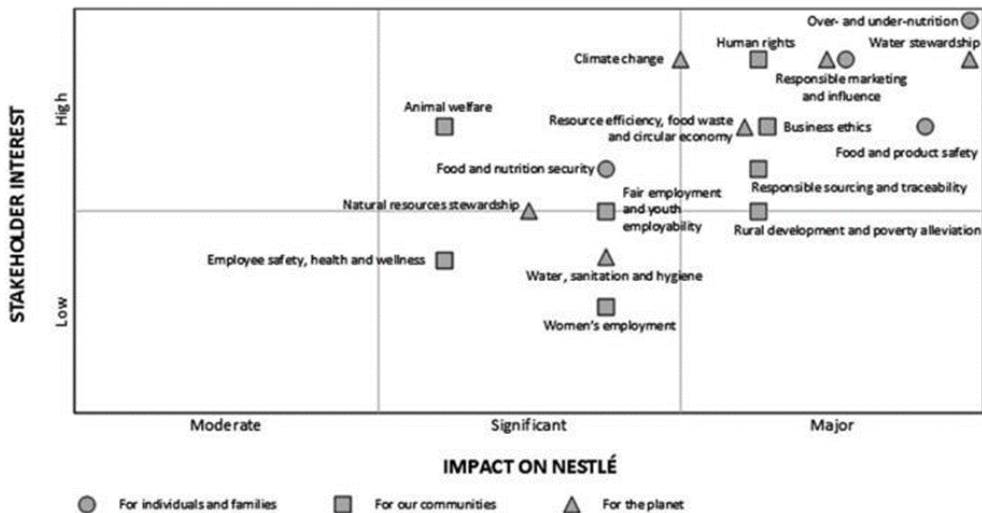 Over- and under-nutrition
Human rights
Water stewardship
Climate change
Responsible marketing
and influence
Animal welfare
Resource efficiency, food waste
and circular economy
Business ethics
Food and product safety
Food and nutrition security
Fair employment
and youth
employability
Responsible sourcing and traceability
Natural resources stewardship
Rural development and poverty alleviation
Employee safety, health and wellness
Water, sanitation and hygiene
Women's employment
STAKEHOLDER INTEREST
High
Low
Moderate
Significant
Major
IMPACT ON NESTLÉ
For individuals and families
For our communities
For the planet